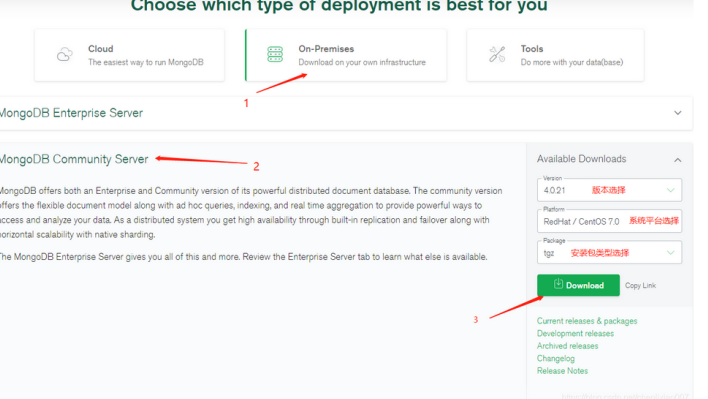 Choose which type of deployment is best for you
Cloud
The easiest way to run MongoDB
On-Premises
Download on your own infrastructure
Tools
Do more with your data(base)
1
MongoDB Enterprise Server
MongoDB Community Server
2
MongoDB offers both an Enterprise and Community version of its powerful distributed document database. The community version
offers the flexible document model along with ad hoc queries, indexing, and real time aggregation to provide powerful ways to
access and analyze your data. As a distributed system you get high availability through built-in replication and failover along with
horizontal scalability with native sharding.
The MongoDB Enterprise Server gives you all of this and more. Review the Enterprise Server tab to learn what else is available.
Available Downloads
Version
4.0.21 版本选择
Platform
RedHat / CentOS 7.0 系统平台选择
Package
tgz 安装包类型选择
Download Copy Link
3
Current releases & packages
Development releases
Archived releases
Changelog
Release Notes